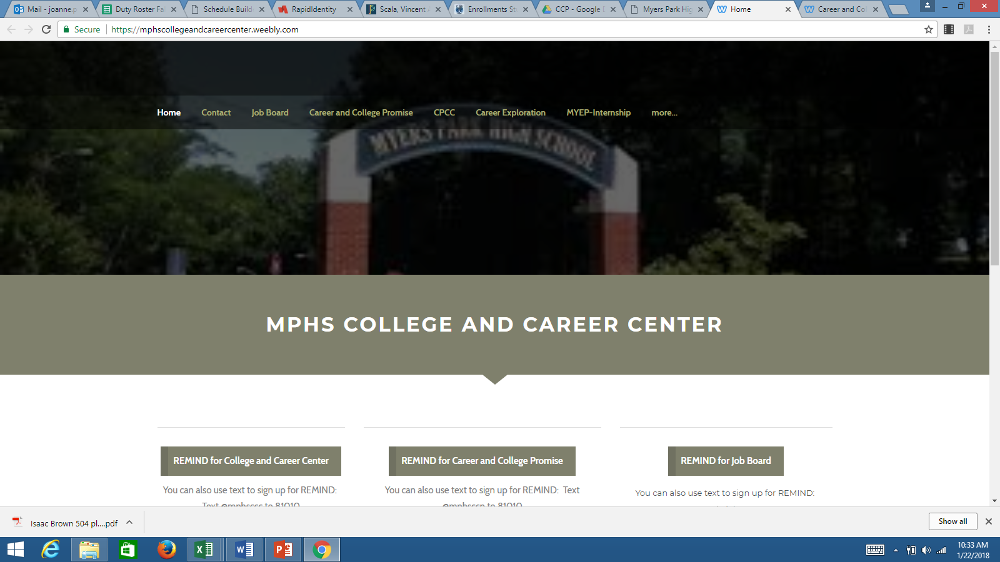 Mail - joanne.p
Duty Roster Fa
Schedule Build
RapidIdentity
Scala, Vincent
Enrollments St
CCP - Google
Myers Park Hig
Home
Career and Col
Secure
https://mphscollegeandcareercenter.weebly.com
Home Contact Job Board Career and College Promise CPCC Career Exploration MYEP-Internship more...
MYERS PARK HIGH SCHOOL
MPHS COLLEGE AND CAREER CENTER
REMIND for College and Career Center
You can also use text to sign up for REMIND:
Text @mphsccc to 81010
REMIND for Career and College Promise
You can also use text to sign up for REMIND: Text
@mphsccp to 81010
REMIND for Job Board
You can also use text to sign up for REMIND:
Isaac Brown 504 pl....pdf
Show all
10:33 AM
1/22/2018